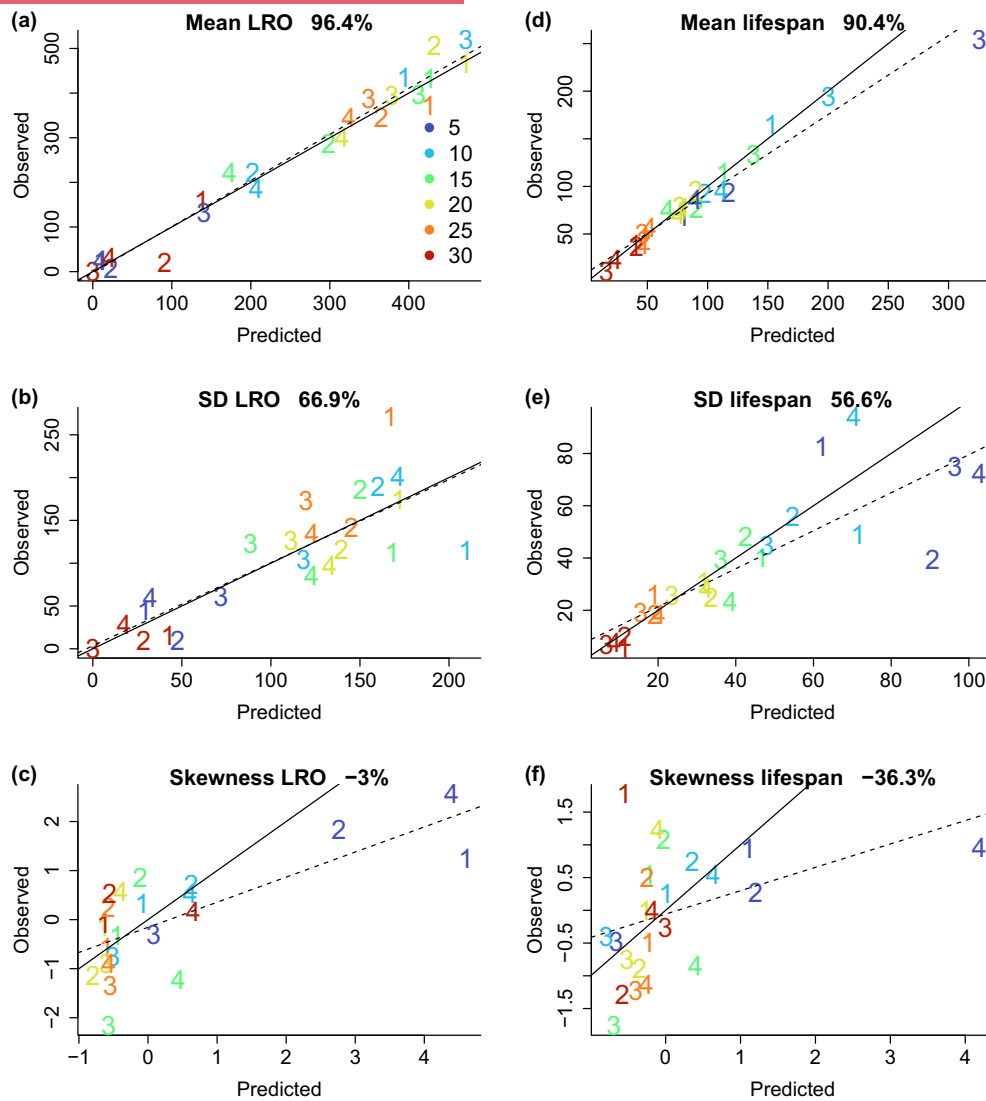 (a) Mean LRO 96.4%
Observed
0 100 300 500
5
10
15
20
25
30
0 100 200 300 400
Predicted
(d) Mean lifespan 90.4%
Observed
50 100 200
50 100 150 200 250 300
Predicted
(b) SD LRO 66.9%
Observed
0 50 150 250
0 50 100 150 200
Predicted
(e) SD lifespan 56.6%
Observed
20 40 60 80
20 40 60 80 100
Predicted
(c) Skewness LRO −3%
Observed
−2 −1 0 1 2
−1 0 1 2 3 4
Predicted
(f) Skewness lifespan −36.3%
Observed
−1.5 −0.5 0.5 1.5
0 1 2 3 4
Predicted